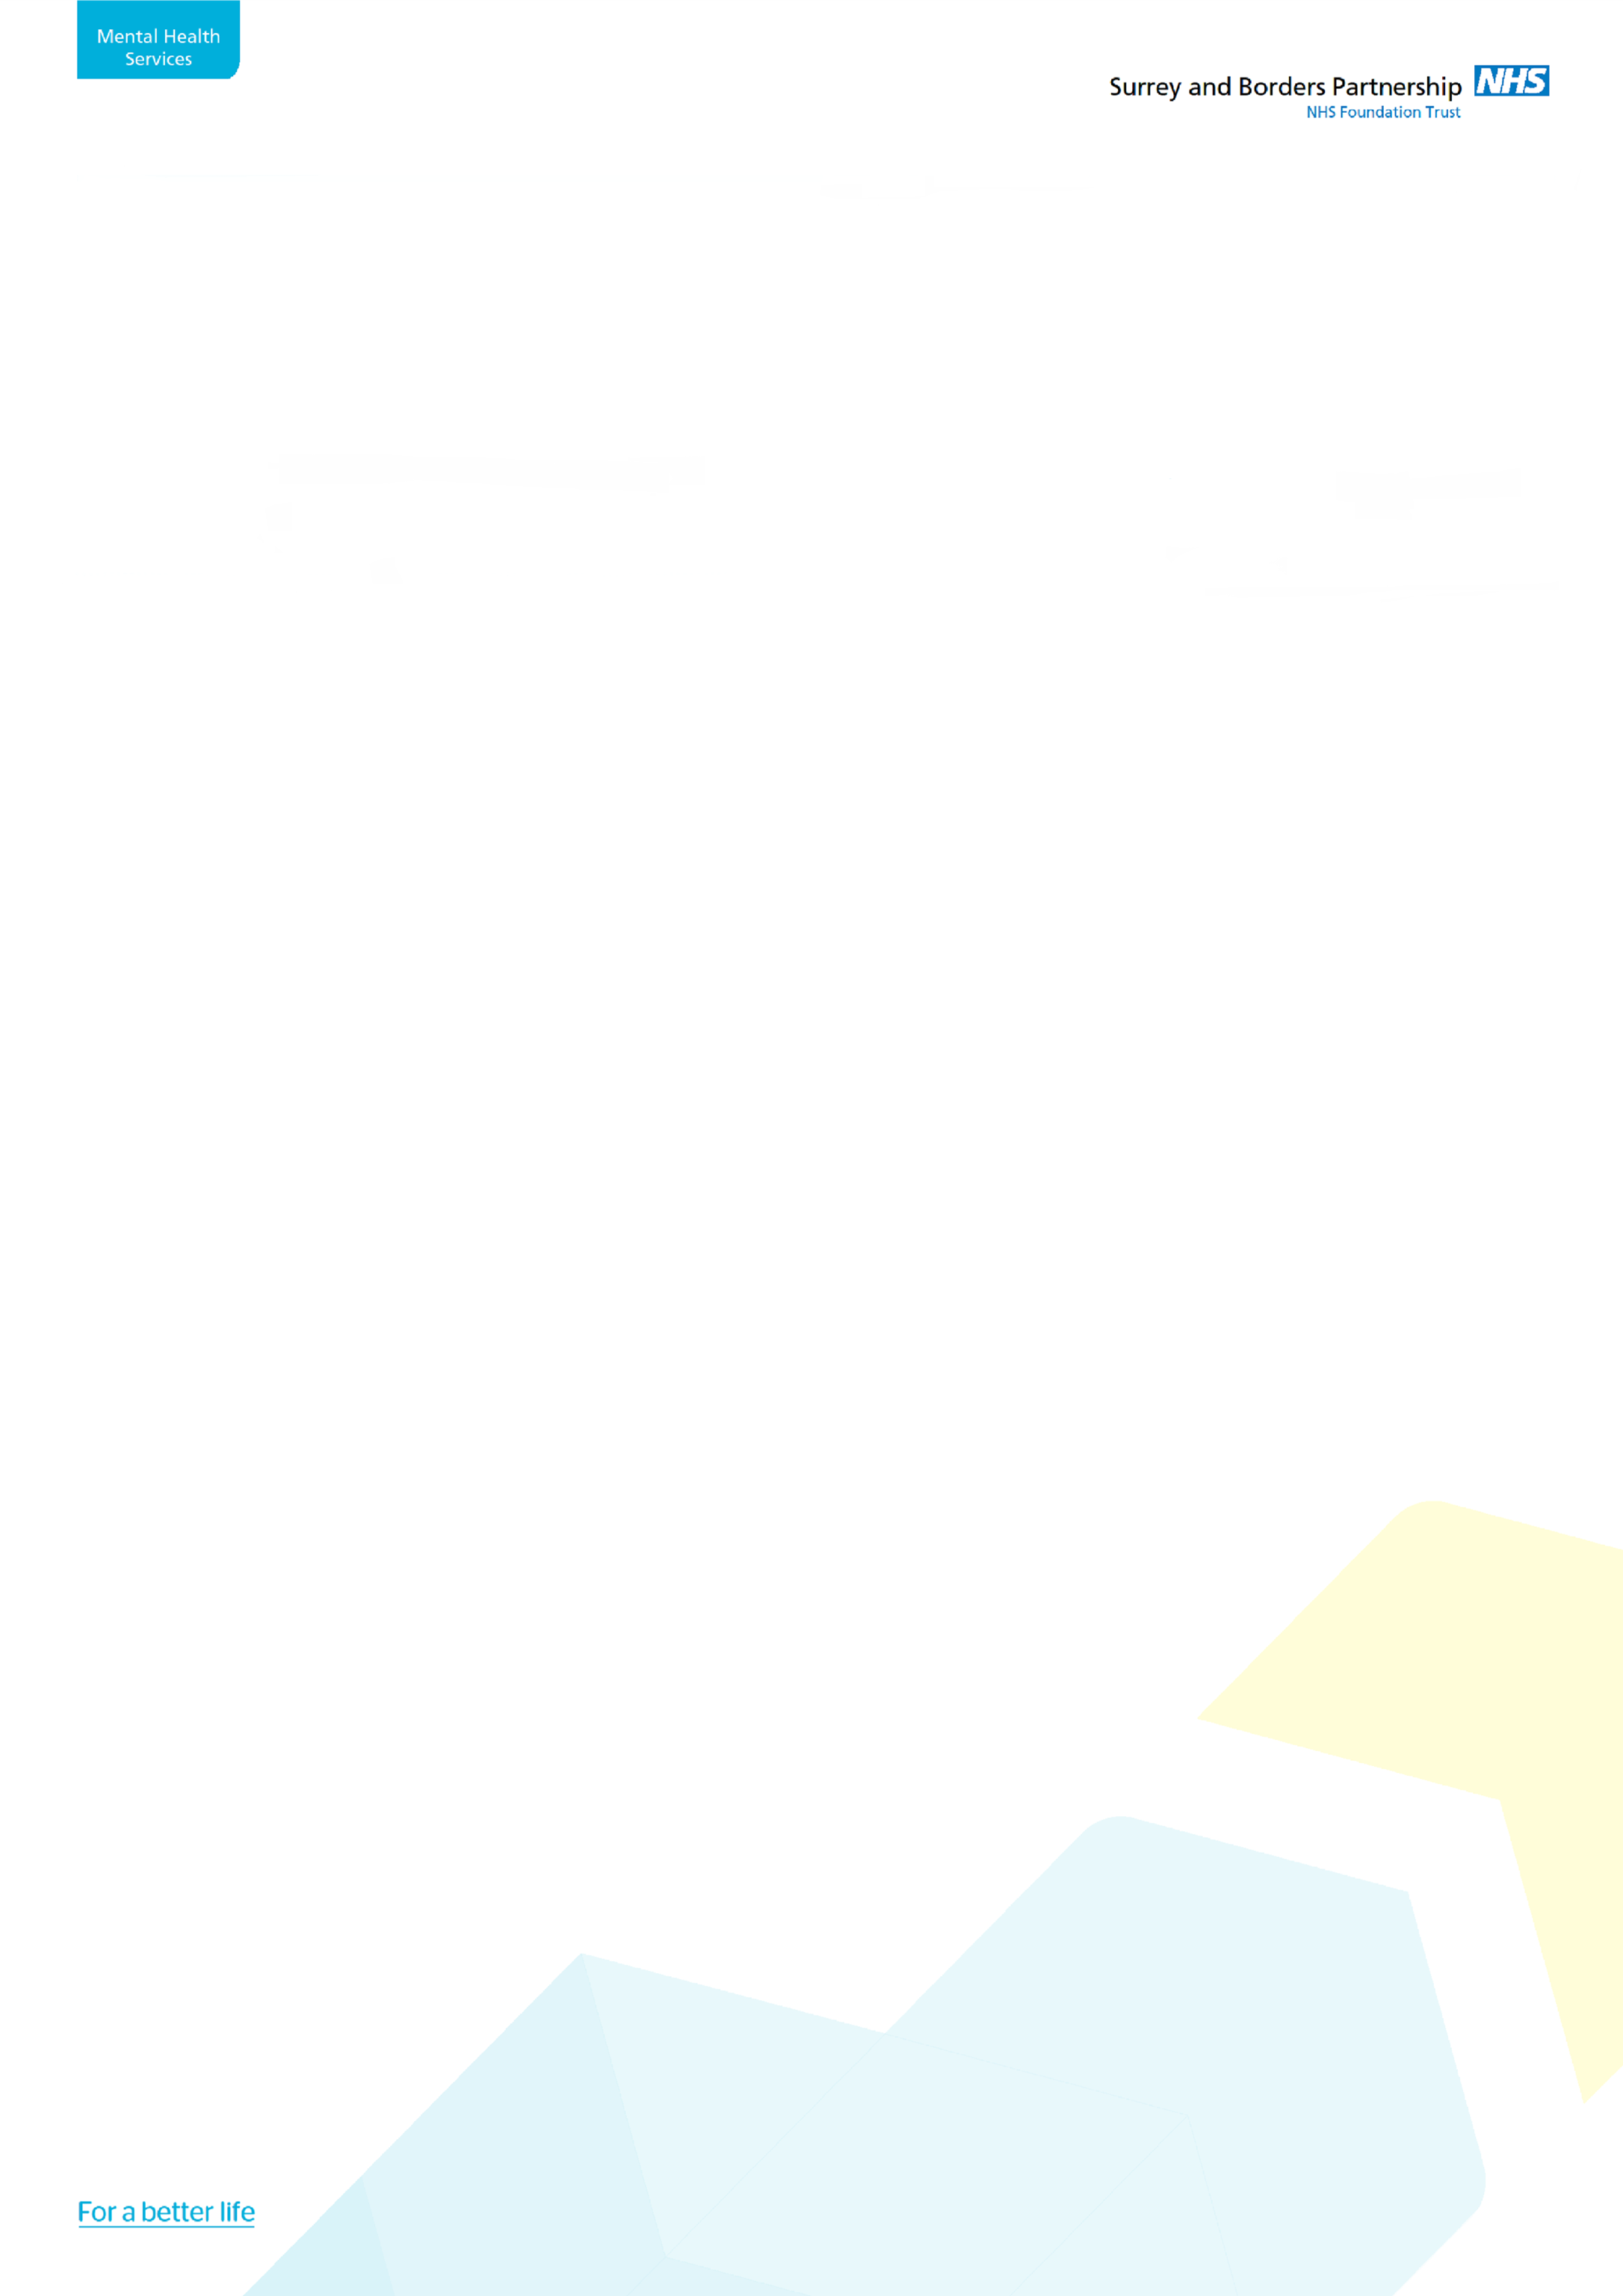 Mental Health
Services
Surrey and Borders Partnership NHS
NHS Foundation Trust
For a better life